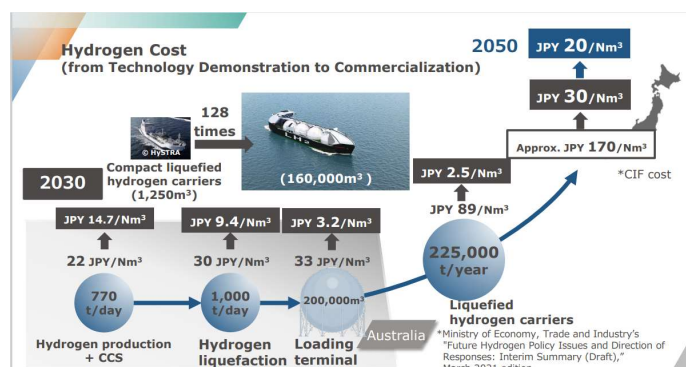 Hydrogen Cost
(from Technology Demonstration to Commercialization)
2050
JPY 20/Nm³
JPY 30/Nm³
Approx. JPY 170/Nm³
*CIF cost
128
times
© HySTRA
LH₂
(160,000m³)
Compact liquefied
hydrogen carriers
(1,250m³)
2030
JPY 14.7/Nm³
JPY 9.4/Nm³
JPY 3.2/Nm³
JPY 2.5/Nm³
22 JPY/Nm³
30 JPY/Nm³
33 JPY/Nm³
JPY 89/Nm³
770
t/day
1,000
t/day
200,000m³
225,000
t/year
Hydrogen production
+ CCS
Hydrogen
liquefaction
Loading
terminal
Australia
Liquefied
hydrogen carriers
*Ministry of Economy, Trade and Industry's
"Future Hydrogen Policy Issues and Direction of
Responses: Interim Summary (Draft),"
March 2021 edition